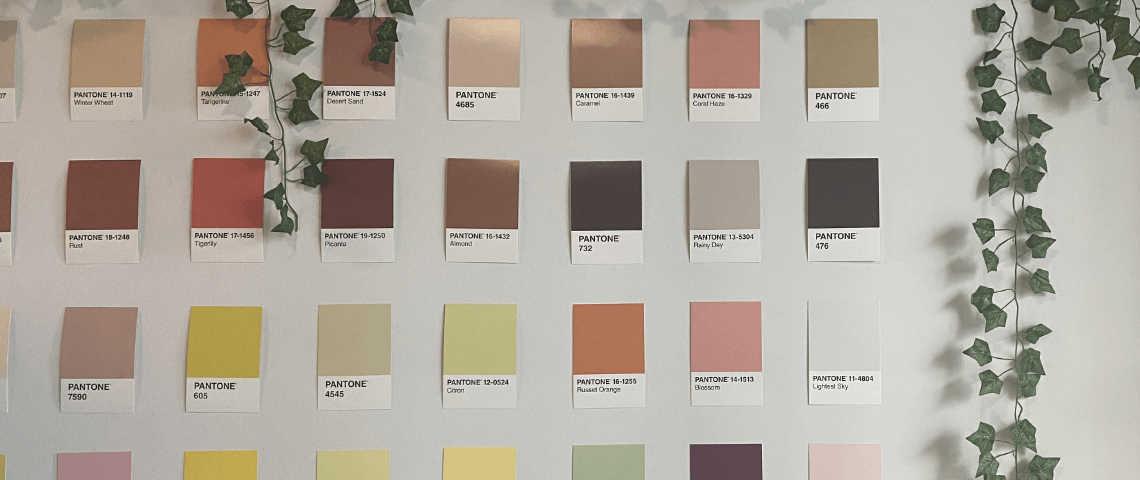 07
PANTONE 14-1119
Winter Wheat
5-1247
Tangerine
PANTONE 17-1524
Desert Sand
PANTONE
4685
PANTONE 16-1439
Caramel
PANTONE 16-1329
Coral Haze
PANTONE
466
PANTONE 18-1248
Rust
PANTONE 17-1456
Tigerlily
PANTONE 19-1250
Picante
PANTONE 16-1432
Almond
PANTONE
732
PANTONE 13-5304
Rainy Day
PANTONE
476
PANTONE
7590
PANTONE
605
PANTONE
4545
PANTONE 12-0524
Citron
PANTONE 16-1255
Russet Orange
PANTONE 14-1513
Blossom
PANTONE 11-4804
Lightest Sky